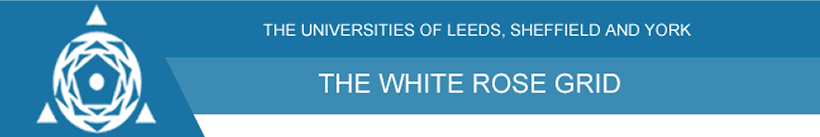 THE UNIVERSITIES OF LEEDS, SHEFFIELD AND YORK
THE WHITE ROSE GRID